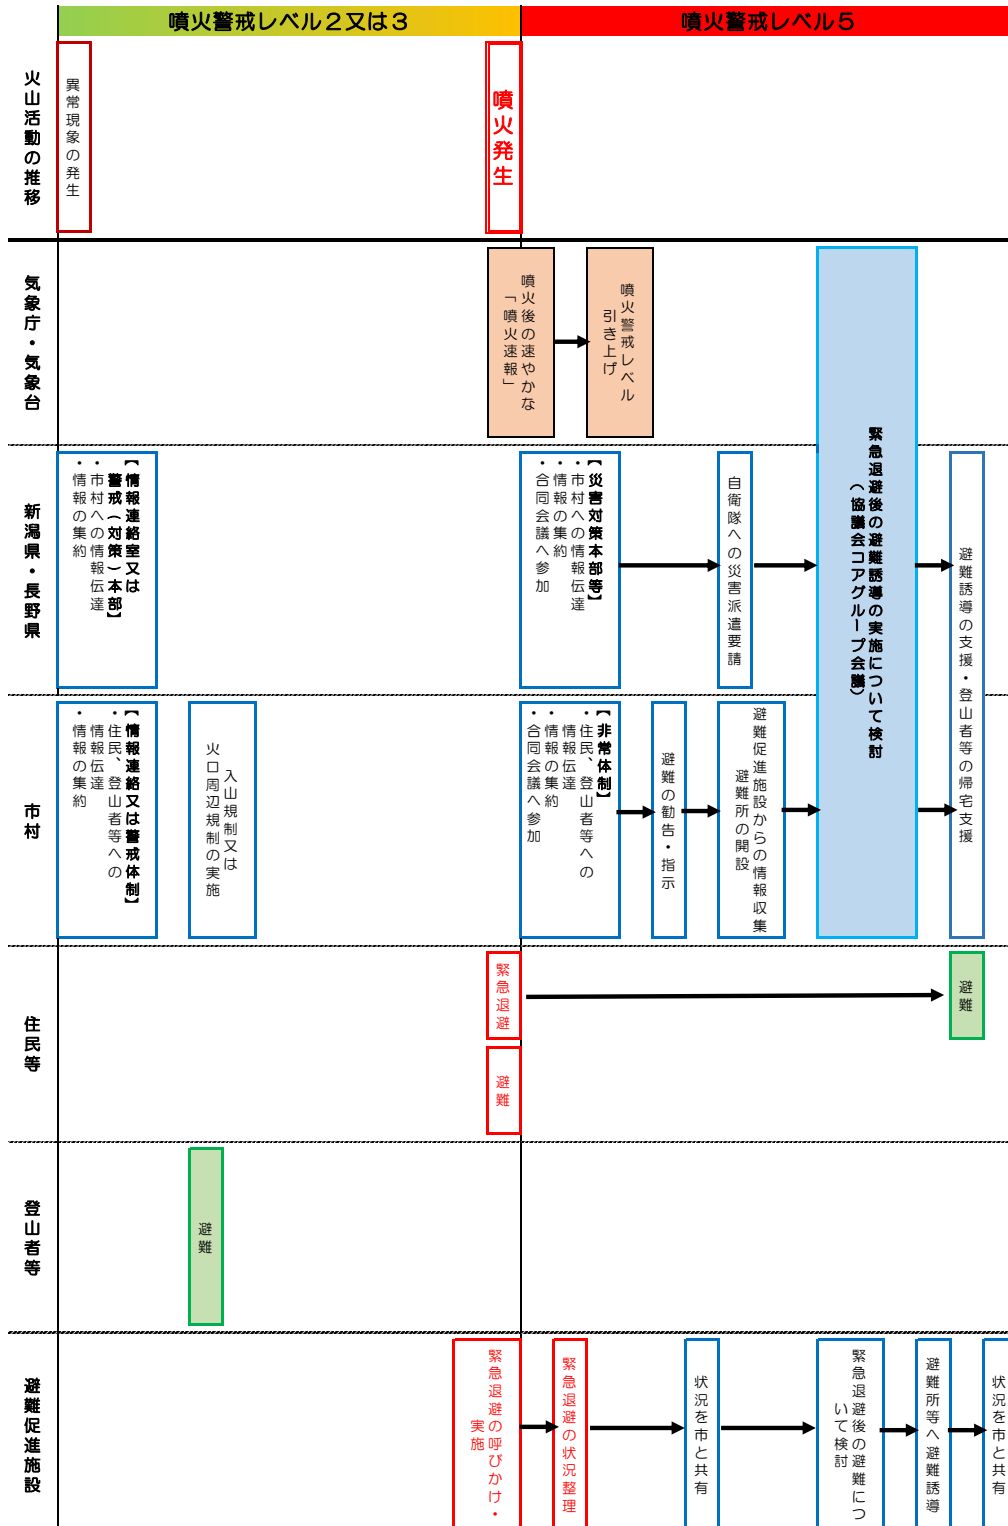 噴火警戒レベル２又は３
噴火警戒レベル５
火山活動の推移
異常現象の発生
噴火発生
気象庁・気象台
噴火後の速やかな
「噴火速報」
噴火警戒レベル
引き上げ
新潟県・長野県
【情報連絡室又は
警戒（対策）本部】
・市村への情報伝達
・情報の集約
【災害対策本部等】
・市村への情報伝達
・情報の集約
・合同会議へ参加
自衛隊への災害派遣要請
緊急退避後の避難誘導の実施について検討
（協議会コアグループ会議）
避難誘導の支援・登山者等の帰宅支援
市村
【情報連絡又は警戒体制】
・住民、登山者等への
情報伝達
・情報の集約
入山規制又は
火口周辺規制の実施
【非常体制】
・住民、登山者等への
情報伝達
・情報の集約
・合同会議へ参加
避難の勧告・指示
避難促進施設からの情報収集
避難所の開設
住民等
緊急退避
避難
避難
登山者等
避難
避難促進施設
緊急退避の呼びかけ・
実施
緊急退避の状況整理
状況を市と共有
緊急退避後の避難につ
いて検討
避難所等へ避難誘導
状況を市と共有